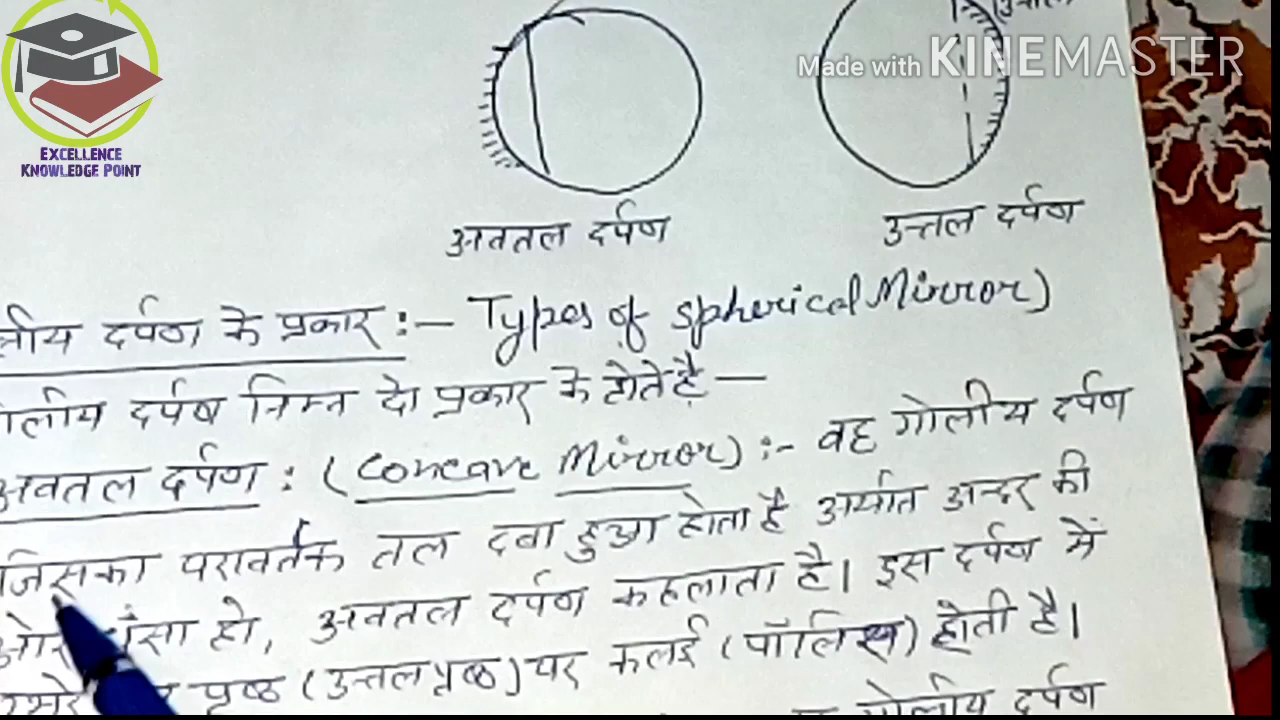 Made with KINEMASTER
EXCELLENCE
KNOWLEDGE POINT
अवतल दर्पण
उत्तल दर्पण
दर्पण के प्रकार :— Types of spherical Mirror)
दर्पण निम्न दो प्रकार के होते है —
अवतल दर्पण : (Concave Mirror) :- वह गोलीय दर्पण
जिसका परावर्तक तल दबा हुआ होता है अर्थात अन्दर की
ओर हो, अवतल दर्पण कहलाता है। इस दर्पण में
पृष्ठ (उत्तल पृष्ठ) पर कलई (पॉलिस) होती है।
गोलीय दर्पण